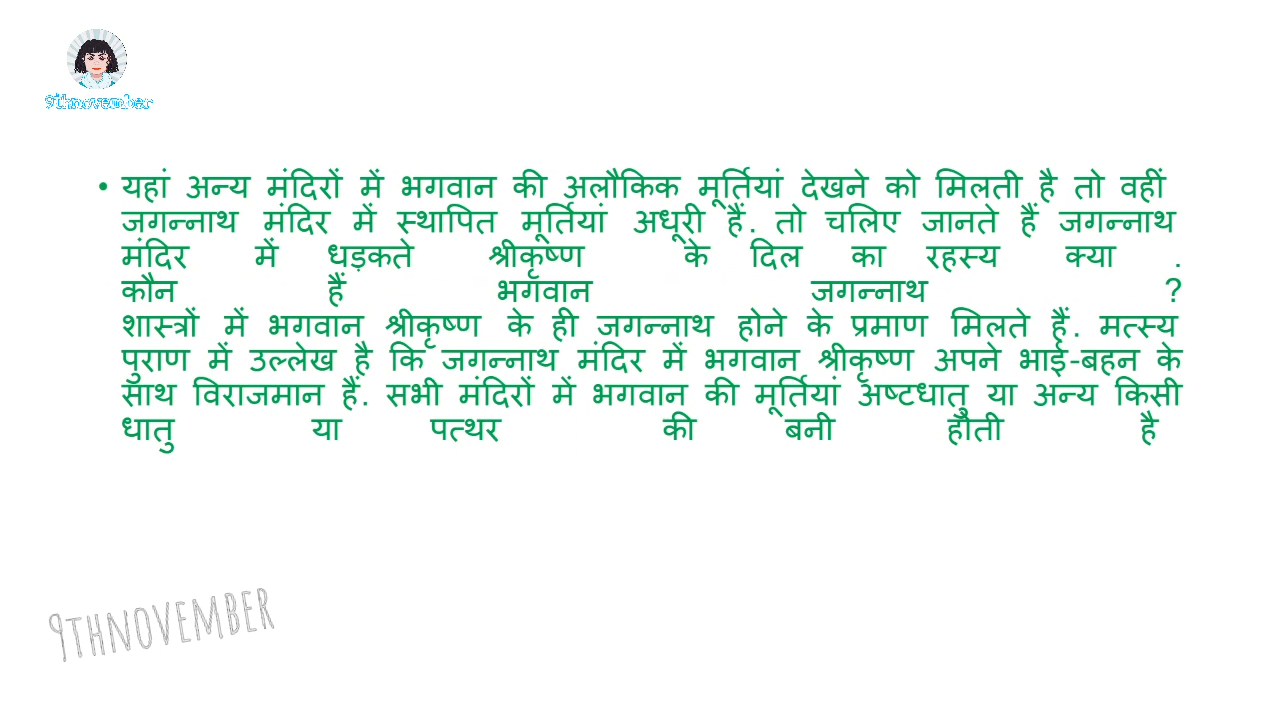 9thnovember
• यहां अन्य मंदिरों में भगवान की अलौकिक मूर्तियां देखने को मिलती है तो वहीं
जगन्नाथ मंदिर में स्थापित मूर्तियां अधूरी हैं. तो चलिए जानते हैं जगन्नाथ
मंदिर में धड़कते श्रीकृष्ण के दिल का रहस्य क्या .
कौन हैं भगवान जगन्नाथ ?
शास्त्रों में भगवान श्रीकृष्ण के ही जगन्नाथ होने के प्रमाण मिलते हैं. मत्स्य
पुराण में उल्लेख है कि जगन्नाथ मंदिर में भगवान श्रीकृष्ण अपने भाई-बहन के
साथ विराजमान हैं. सभी मंदिरों में भगवान की मूर्तियां अष्टधातु या अन्य किसी
धातु या पत्थर की बनी होती है
9THNOVEMBER